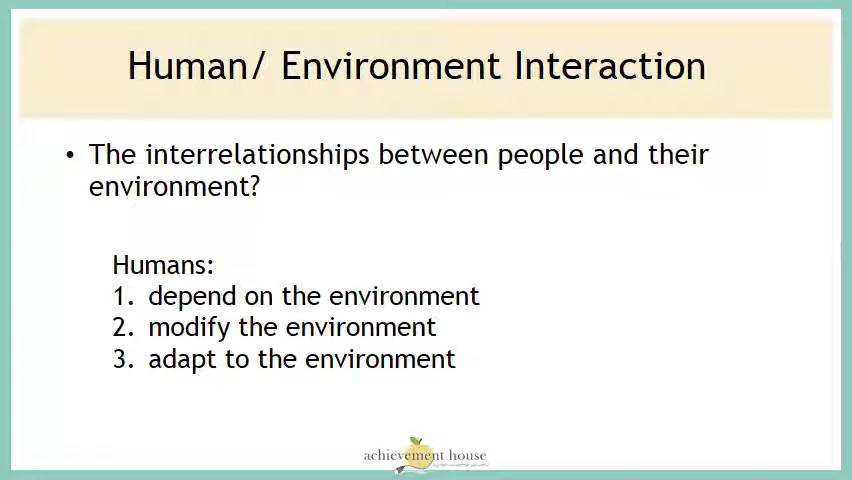 Human/ Environment Interaction
• The interrelationships between people and their
environment?
Humans:
1. depend on the environment
2. modify the environment
3. adapt to the environment
achievement house